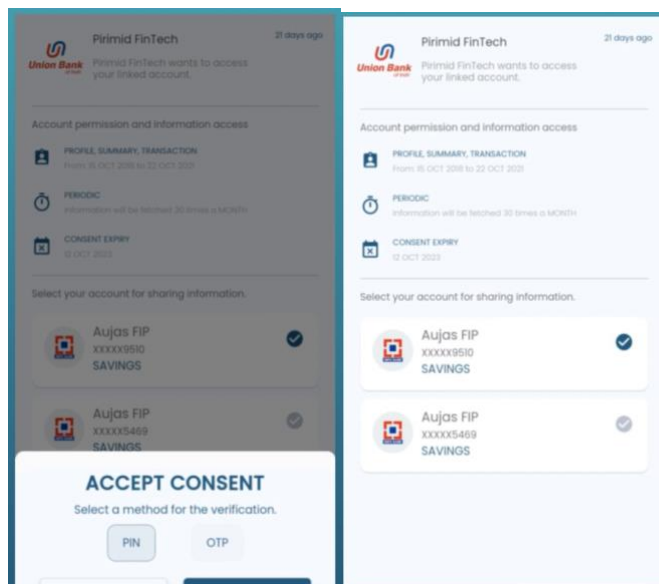 Pirimid FinTech
21 days ago
Union Bank
of India
Pirimid FinTech wants to access
your linked account.
Account permission and information access
PROFILE, SUMMARY, TRANSACTION
From 15 OCT 2018 to 22 OCT 2021
PERIODIC
Information will be fetched 30 times a MONTH
CONSENT EXPIRY
12 OCT 2023
Select your account for sharing information.
Aujas FIP
XXXXX9510
SAVINGS
Aujas FIP
XXXXX5469
SAVINGS
ACCEPT CONSENT
Select a method for the verification.
PIN
OTP
Pirimid FinTech
21 days ago
Union Bank
of India
Pirimid FinTech wants to access
your linked account.
Account permission and information access
PROFILE, SUMMARY, TRANSACTION
From 15 OCT 2018 to 22 OCT 2021
PERIODIC
Information will be fetched 30 times a MONTH
CONSENT EXPIRY
12 OCT 2023
Select your account for sharing information.
Aujas FIP
XXXXX9510
SAVINGS
Aujas FIP
XXXXX5469
SAVINGS